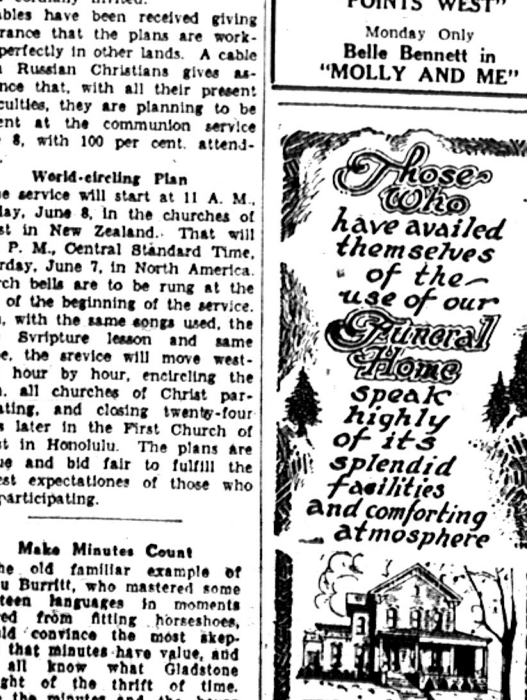 cordially invited.
ables have been received giving
rance that the plans are work-
perfectly in other lands. A cable
Russian Christians gives as-
nce that, with all their present
culties, they are planning to be
ent at the communion service
8, with 100 per cent. attend-
World-circling Plan
e service will start at 11 A. M.,
day, June 8, in the churches of
st in New Zealand. That will
P. M., Central Standard Time,
rday, June 7, in North America.
rch bells are to be rung at the
of the beginning of the service.
, with the same songs used, the
Svripture lesson and same
e, the srevice will move west-
hour by hour, encircling the
. all churches of Christ par-
ating, and closing twenty-four
s later in the First Church of
st in Honolulu. The plans are
ue and bid fair to fulfill the
est expectationes of those who
participating.
Make Minutes Count
he old familiar example of
u Burritt, who mastered some
teen languages in moments
ed from fitting horseshoes,
ld convince the most skep-
that minutes have value, and
all know what Gladstone
ght of the thrift of time.
the minutes and the
POINTS WEST"
Monday Only
Belle Bennett in
"MOLLY AND ME"
Those
Who
have availed
themselves
of the
use of our
Funeral
Home
speak
highly
of its
splendid
facilities
and comforting
atmosphere